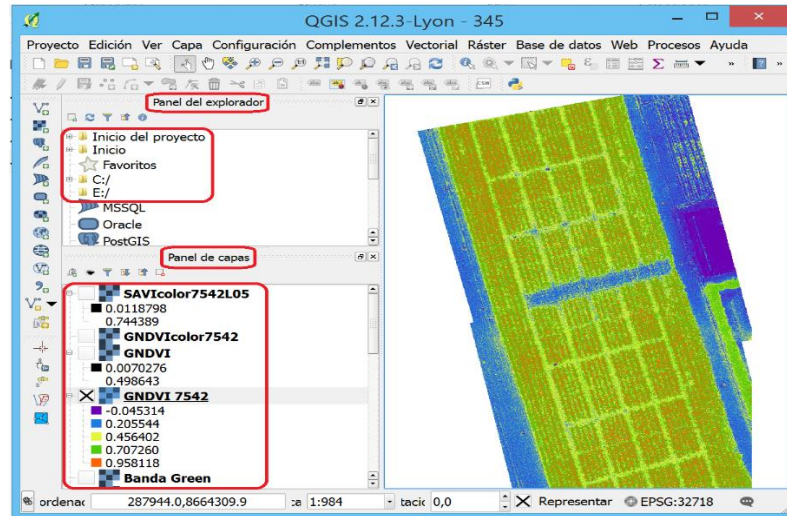 QGIS 2.12.3-Lyon - 345
Proyecto Edición Ver Capa Configuración Complementos Vectorial Ráster Base de datos Web Procesos Ayuda
Panel del explorador
Inicio del proyecto
Inicio
Favoritos
C:/
E:/
MSSQL
Oracle
PostGIS
Panel de capas
SAVIcolor7542L05
0.0118798
0.744389
GNDVIcolor7542
GNDVI
0.0070276
0.498643
GNDVI 7542
-0.045314
0.205544
0.456402
0.707260
0.958118
Banda Green
ordenac 287944.0,8664309.9 :a 1:984 tacić 0,0 Representar EPSG:32718